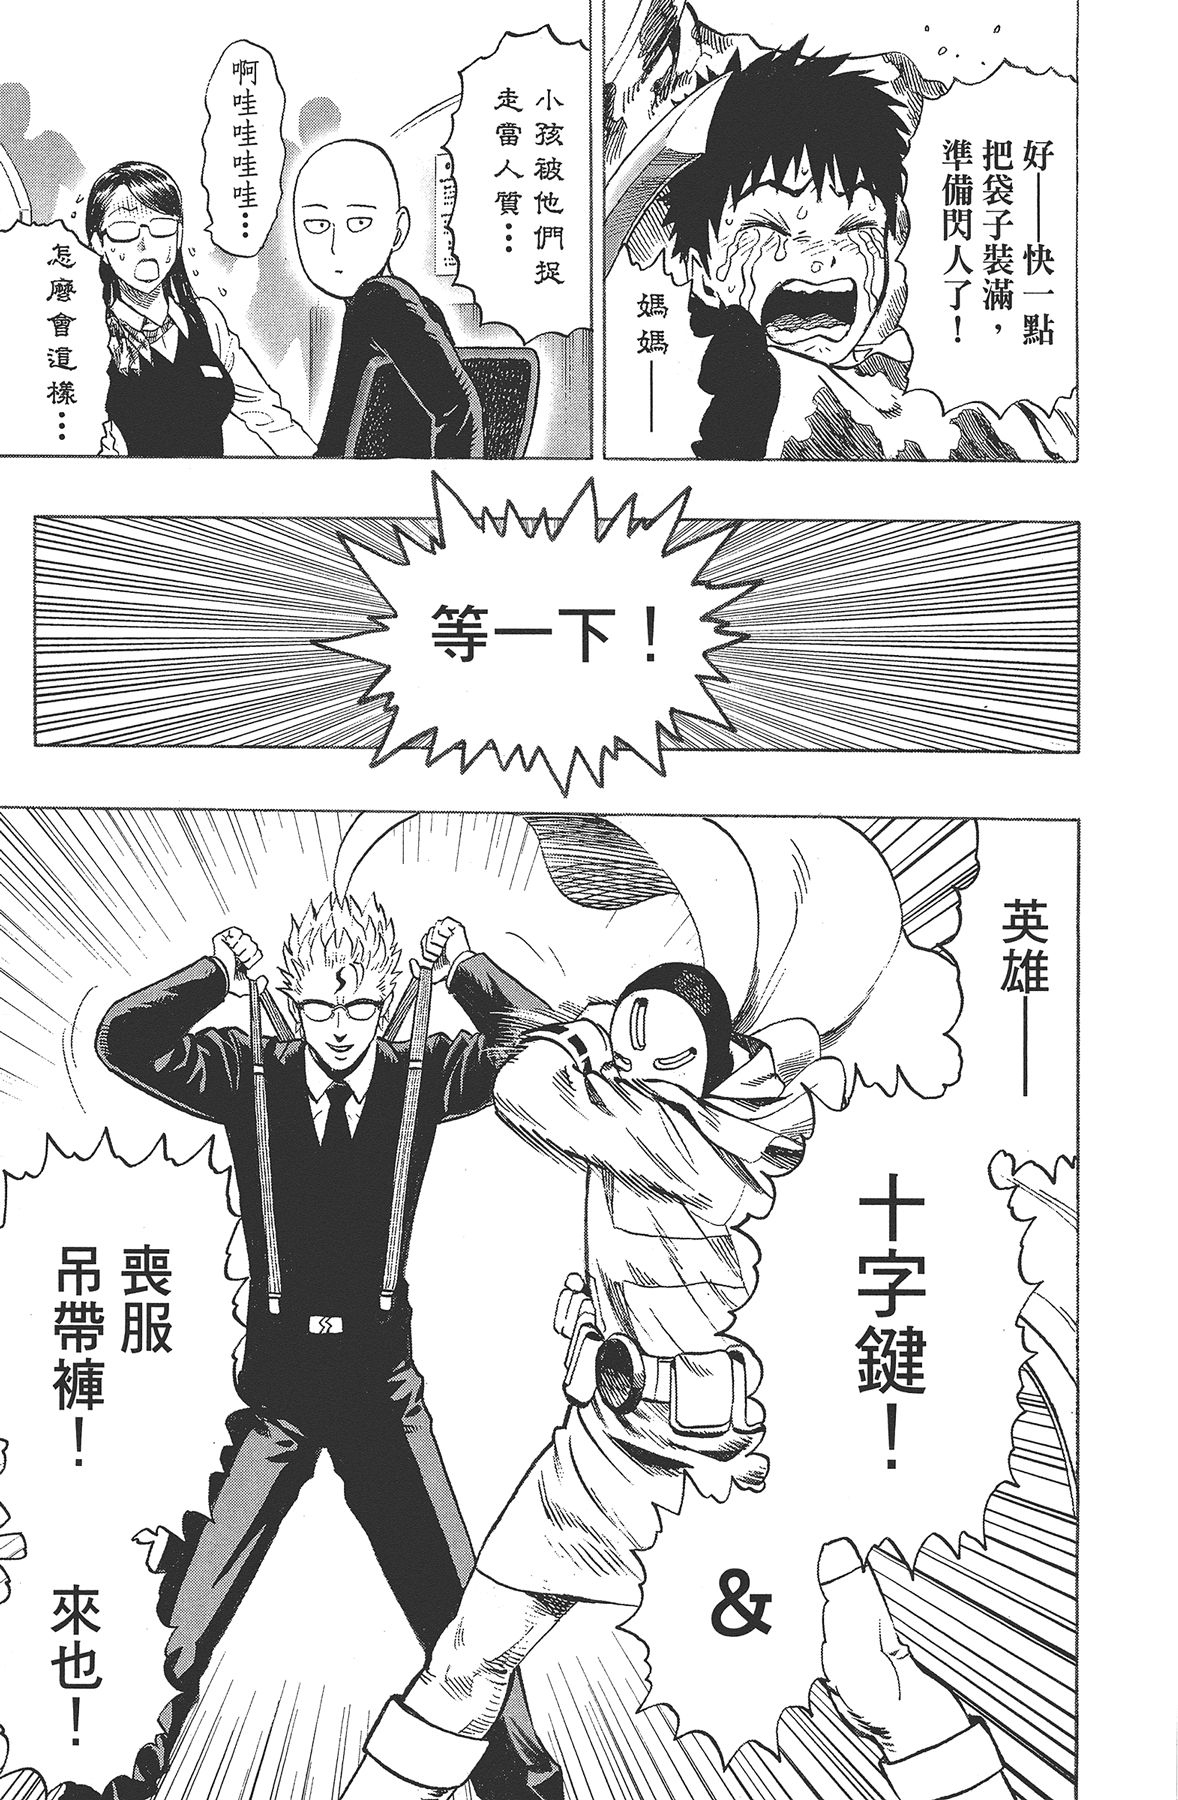 好——快一點
把袋子裝滿，
準備閃人了！
媽媽——
小孩被他們捉
走當人質…
啊哇哇哇哇…
怎麼會這樣…
等一下！
英雄——
十字鍵！
&
喪服
吊帶褲！
來也！